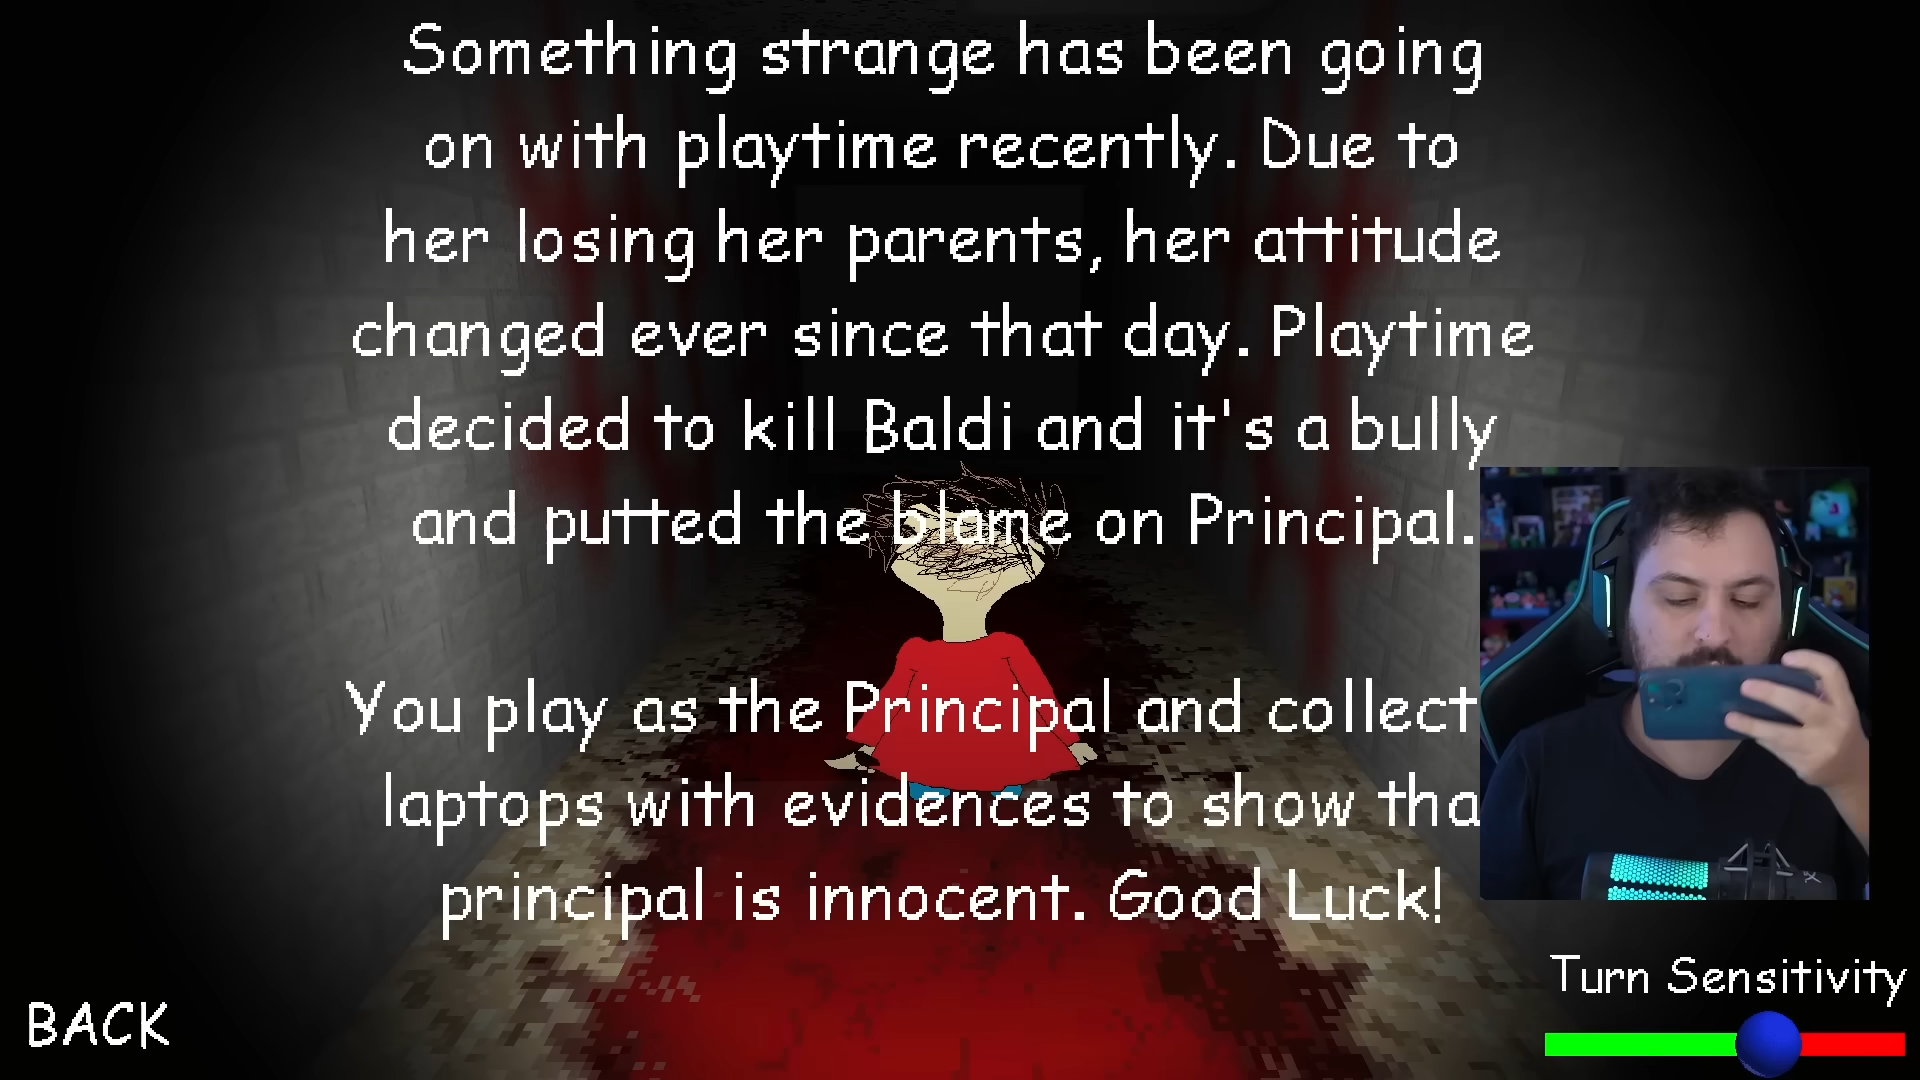 Something strange has been going
on with playtime recently. Due to
her losing her parents, her attitude
changed ever since that day. Playtime
decided to kill Baldi and it's a bully
and putted the blame on Principal.
You play as the Principal and collect
laptops with evidences to show tha
principal is innocent. Good Luck!
Turn Sensitivity
BACK